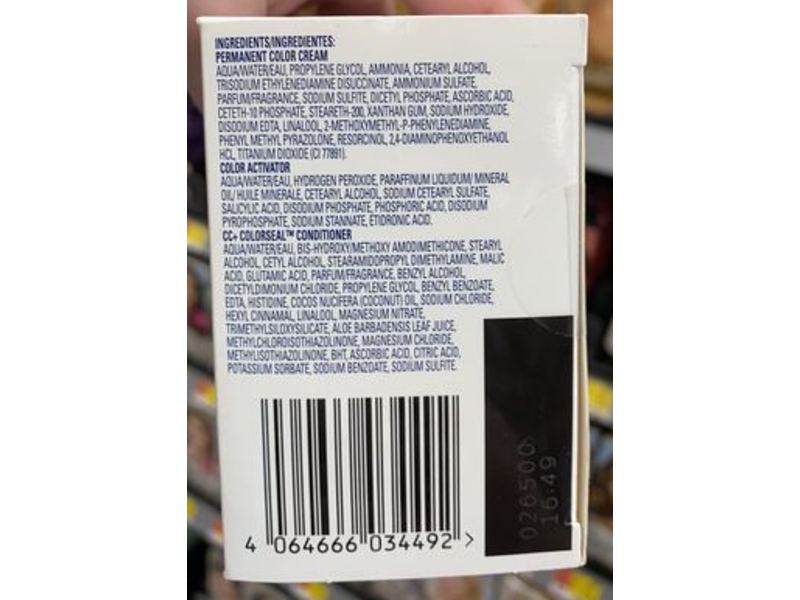 INGREDIENTS/INGREDIENTES:
PERMANENT COLOR CREAM
AQUA/WATER/EAU, PROPYLENE GLYCOL, AMMONIA, CETEARYL ALCOHOL,
TRISODIUM ETHYLENEDIAMINE DISUCCINATE, AMMONIUM SULFATE,
PARFUM/FRAGRANCE, SODIUM SULFITE, DICETYL PHOSPHATE, ASCORBIC ACID,
CETETH-10 PHOSPHATE, STEARETH-200, XANTHAN GUM, SODIUM HYDROXIDE,
DISODIUM EDTA, LINALOOL, 2-METHOXYMETHYL-P-PHENYLENEDIAMINE,
PHENYL METHYL PYRAZOLONE, RESORCINOL, 2,4-DIAMINOPHENOXYETHANOL
HCL, TITANIUM DIOXIDE (CI 77891).
COLOR ACTIVATOR
AQUA/WATER/EAU, HYDROGEN PEROXIDE, PARAFFINUM LIQUIDUM/ MINERAL
OIL/ HUILE MINERALE, CETEARYL ALCOHOL, SODIUM CETEARYL SULFATE,
SALICYLIC ACID, DISODIUM PHOSPHATE, PHOSPHORIC ACID, DISODIUM
PYROPHOSPHATE, SODIUM STANNATE, ETIDRONIC ACID.
CC+ COLORSEAL™ CONDITIONER
AQUA/WATER/EAU, BIS-HYDROXY/METHOXY AMODIMETHICONE, STEARYL
ALCOHOL, CETYL ALCOHOL, STEARAMIDOPROPYL DIMETHYLAMINE, MALIC
ACID, GLUTAMIC ACID, PARFUM/FRAGRANCE, BENZYL ALCOHOL,
DICETYLDIMONIUM CHLORIDE, PROPYLENE GLYCOL, BENZYL BENZOATE,
EDTA, HISTIDINE, COCOS NUCIFERA (COCONUT) OIL, SODIUM CHLORIDE,
HEXYL CINNAMAL, LINALOOL, MAGNESIUM NITRATE,
TRIMETHYLSILOXYSILICATE, ALOE BARBADENSIS LEAF JUICE,
METHYLCHLOROISOTHIAZOLINONE, MAGNESIUM CHLORIDE,
METHYLISOTHIAZOLINONE, BHT, ASCORBIC ACID, CITRIC ACID,
POTASSIUM SORBATE, SODIUM BENZOATE, SODIUM SULFITE.
4 064666 034492 >
026500
16:49